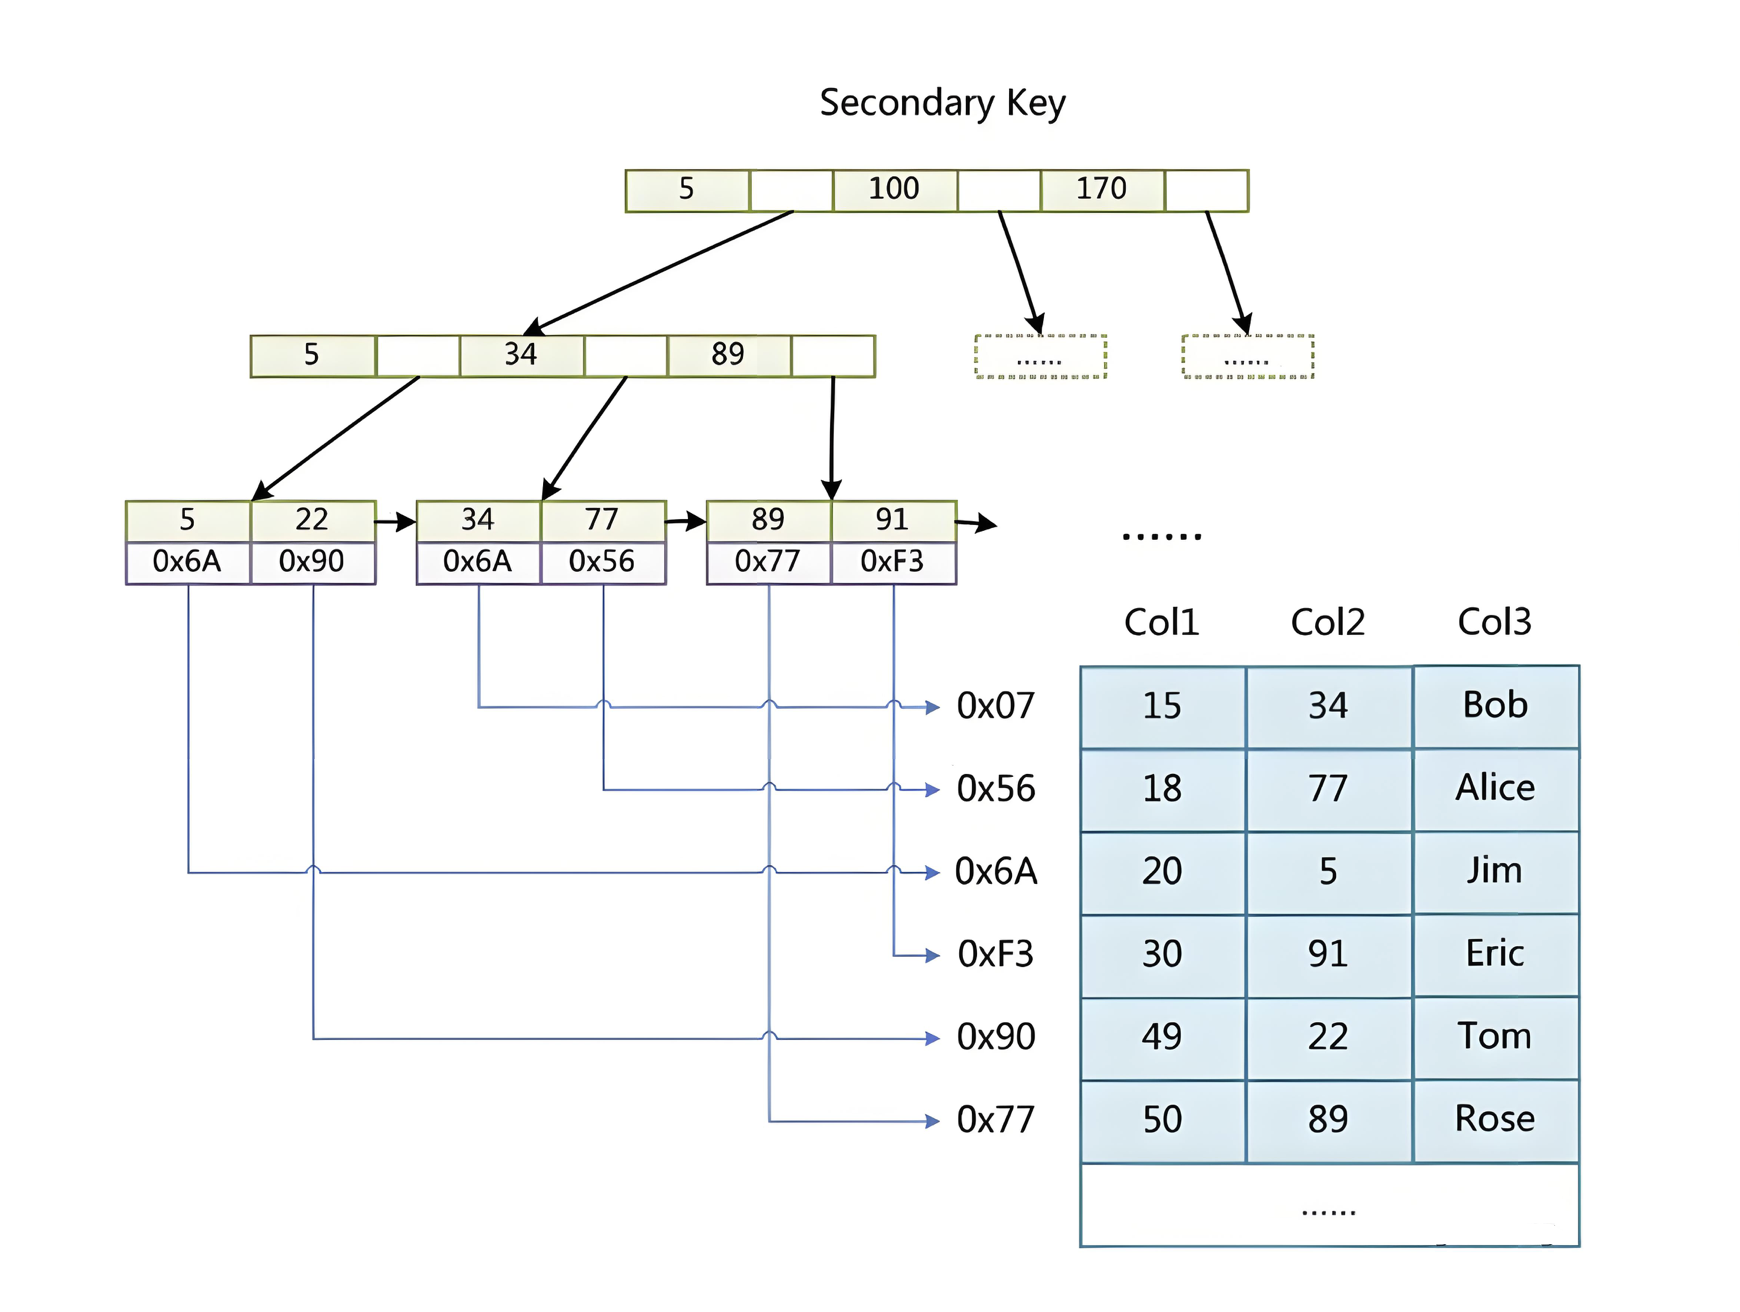 Secondary Key
5 100 170
5 34 89
...... ......
5 22 34 77 89 91
0x6A 0x90 0x6A 0x56 0x77 0xF3
......
Col1 Col2 Col3
0x07 15 34 Bob
0x56 18 77 Alice
0x6A 20 5 Jim
0xF3 30 91 Eric
0x90 49 22 Tom
0x77 50 89 Rose
......